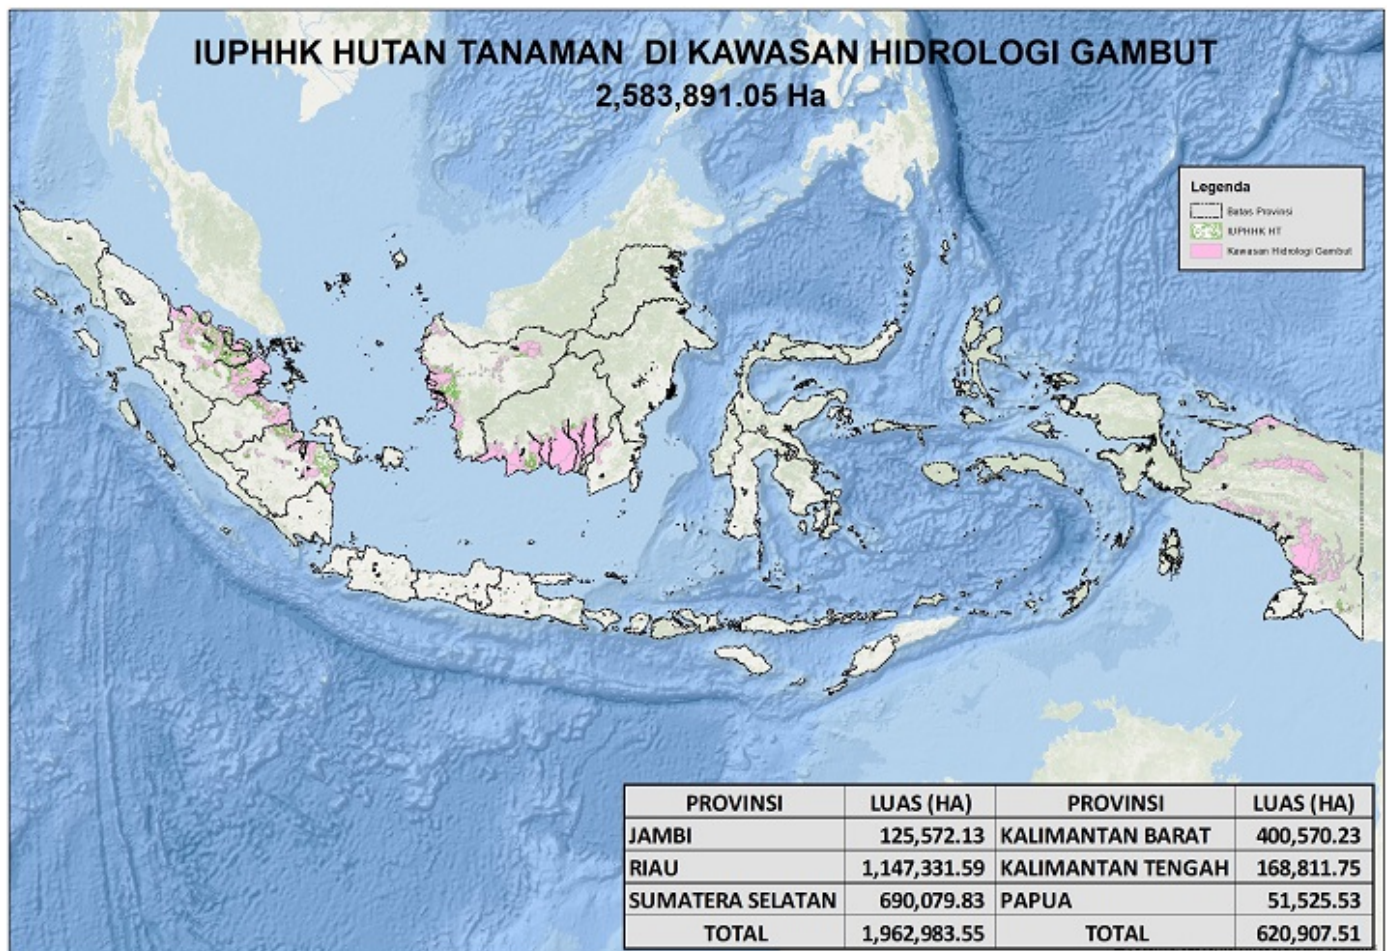 IUPHHK HUTAN TANAMAN DI KAWASAN HIDROLOGI GAMBUT
2,583,891.05 Ha
Legenda
Batas Provinsi
IUPHHK HT
Kawasan Hidrologi Gambut
PROVINSI LUAS (HA) PROVINSI LUAS (HA)
JAMBI 125,572.13 KALIMANTAN BARAT 400,570.23
RIAU 1,147,331.59 KALIMANTAN TENGAH 168,811.75
SUMATERA SELATAN 690,079.83 PAPUA 51,525.53
TOTAL 1,962,983.55 TOTAL 620,907.51